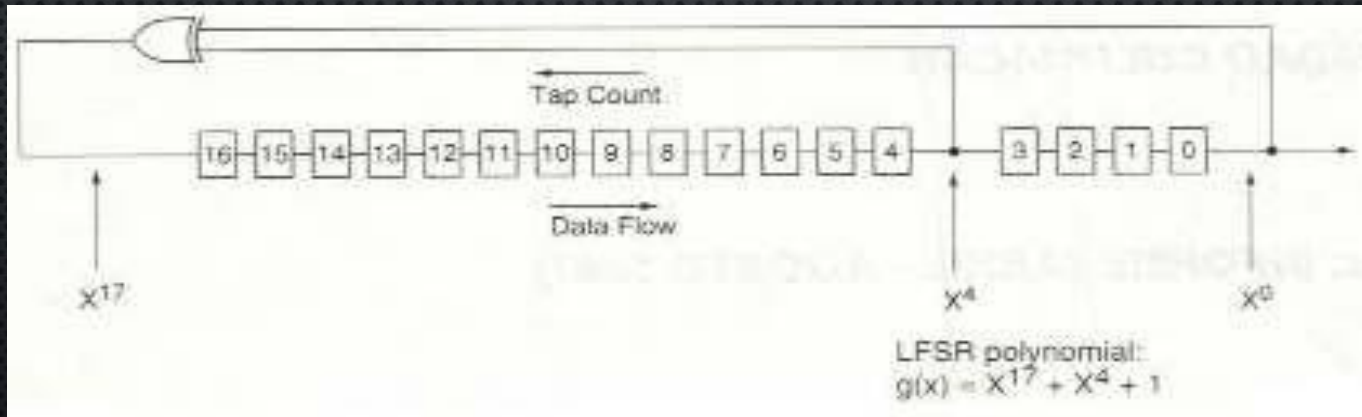 Tap Count
16 15 14 13 12 11 10 9 8 7 6 5 4 3 2 1 0
Data Flow
X¹⁷ X⁴ X⁰
LFSR polynomial:
g(x) = X¹⁷ + X⁴ + 1